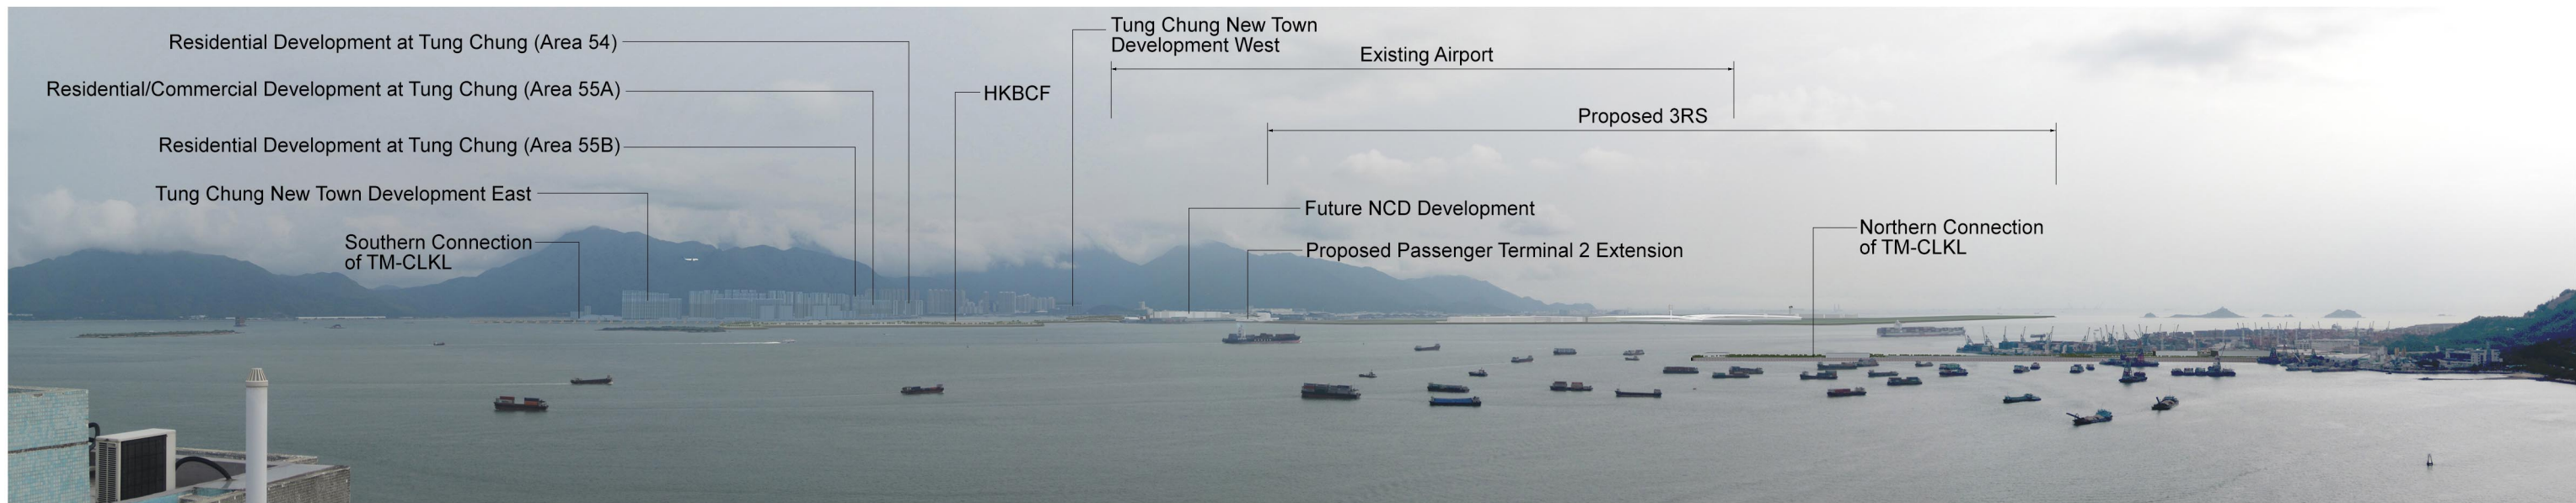 Residential Development at Tung Chung (Area 54)
Residential/Commercial Development at Tung Chung (Area 55A)
Residential Development at Tung Chung (Area 55B)
Tung Chung New Town Development East
Southern Connection
of TM-CLKL
HKBCF
Tung Chung New Town
Development West
Existing Airport
Proposed 3RS
Future NCD Development
Proposed Passenger Terminal 2 Extension
Northern Connection
of TM-CLKL